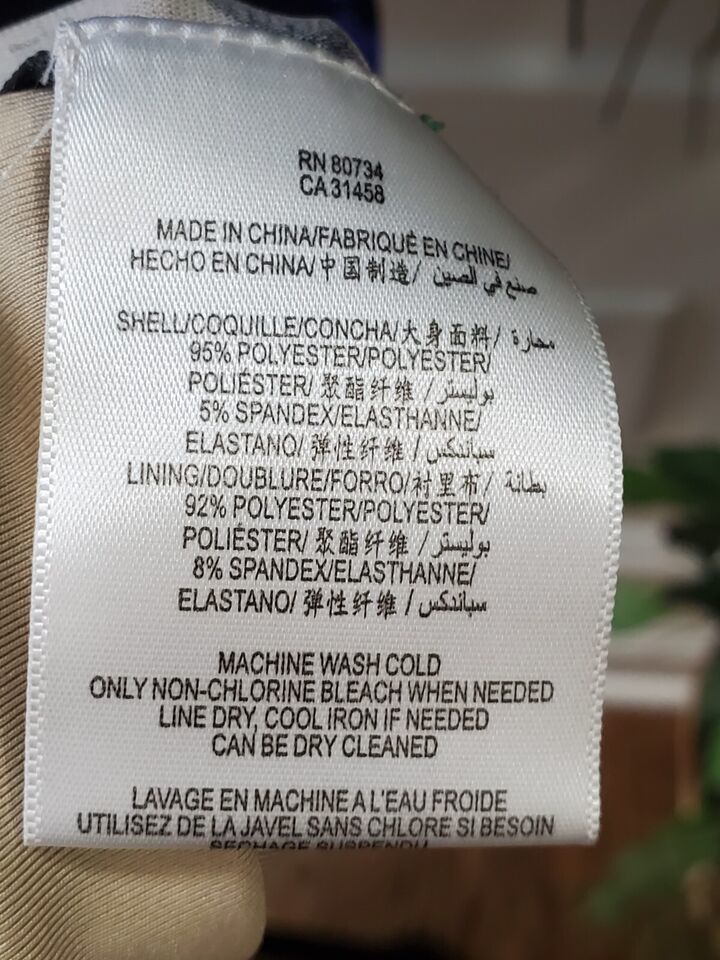 RN 80734
CA 31458
MADE IN CHINA/FABRIQUÉ EN CHINE/
HECHO EN CHINA/中国制造/ صنع في الصين
SHELL/COQUILLE/CONCHA/大身面料/ محارة
95% POLYESTER/POLYESTER/
POLIÉSTER/ 聚酯纤维 / بوليستر
5% SPANDEX/ELASTHANNE/
ELASTANO/ 弹性纤维 / سباندكس
LINING/DOUBLURE/FORRO/衬里布/ بطانة
92% POLYESTER/POLYESTER/
POLIÉSTER/ 聚酯纤维 / بوليستر
8% SPANDEX/ELASTHANNE/
ELASTANO/ 弹性纤维 / سباندكس
MACHINE WASH COLD
ONLY NON-CHLORINE BLEACH WHEN NEEDED
LINE DRY, COOL IRON IF NEEDED
CAN BE DRY CLEANED
LAVAGE EN MACHINE A L'EAU FROIDE
UTILISEZ DE LA JAVEL SANS CHLORE SI BESOIN
SECHAGE SUSPENDU